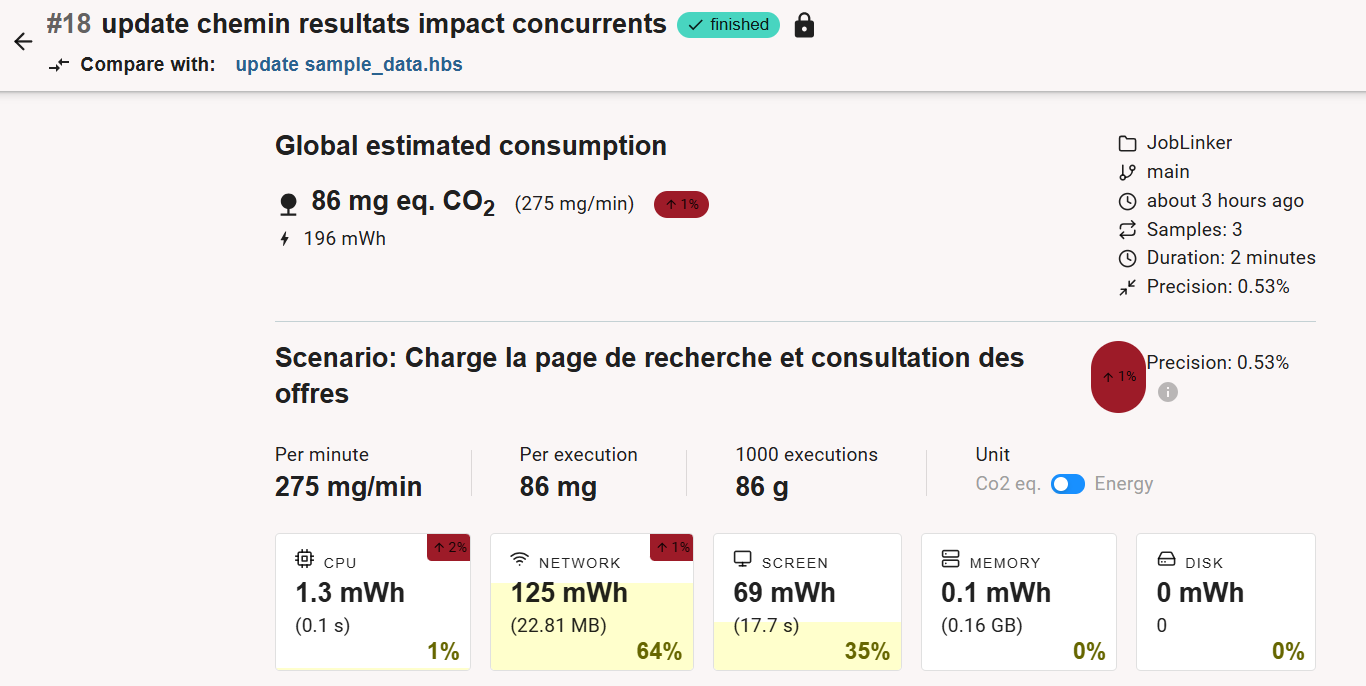 #18 update chemin resultats impact concurrents finished
Compare with: update sample_data.hbs
Global estimated consumption
86 mg eq. CO2 (275 mg/min) ↑ 1%
196 mWh
JobLinker
main
about 3 hours ago
Samples: 3
Duration: 2 minutes
Precision: 0.53%
Scenario: Charge la page de recherche et consultation des
offres
↑ 1%
Precision: 0.53%
Per minute
275 mg/min
Per execution
86 mg
1000 executions
86 g
Unit
Co2 eq. Energy
CPU ↑ 2%
1.3 mWh
(0.1 s)
1%
NETWORK ↑ 1%
125 mWh
(22.81 MB)
64%
SCREEN
69 mWh
(17.7 s)
35%
MEMORY
0.1 mWh
(0.16 GB)
0%
DISK
0 mWh
0
0%